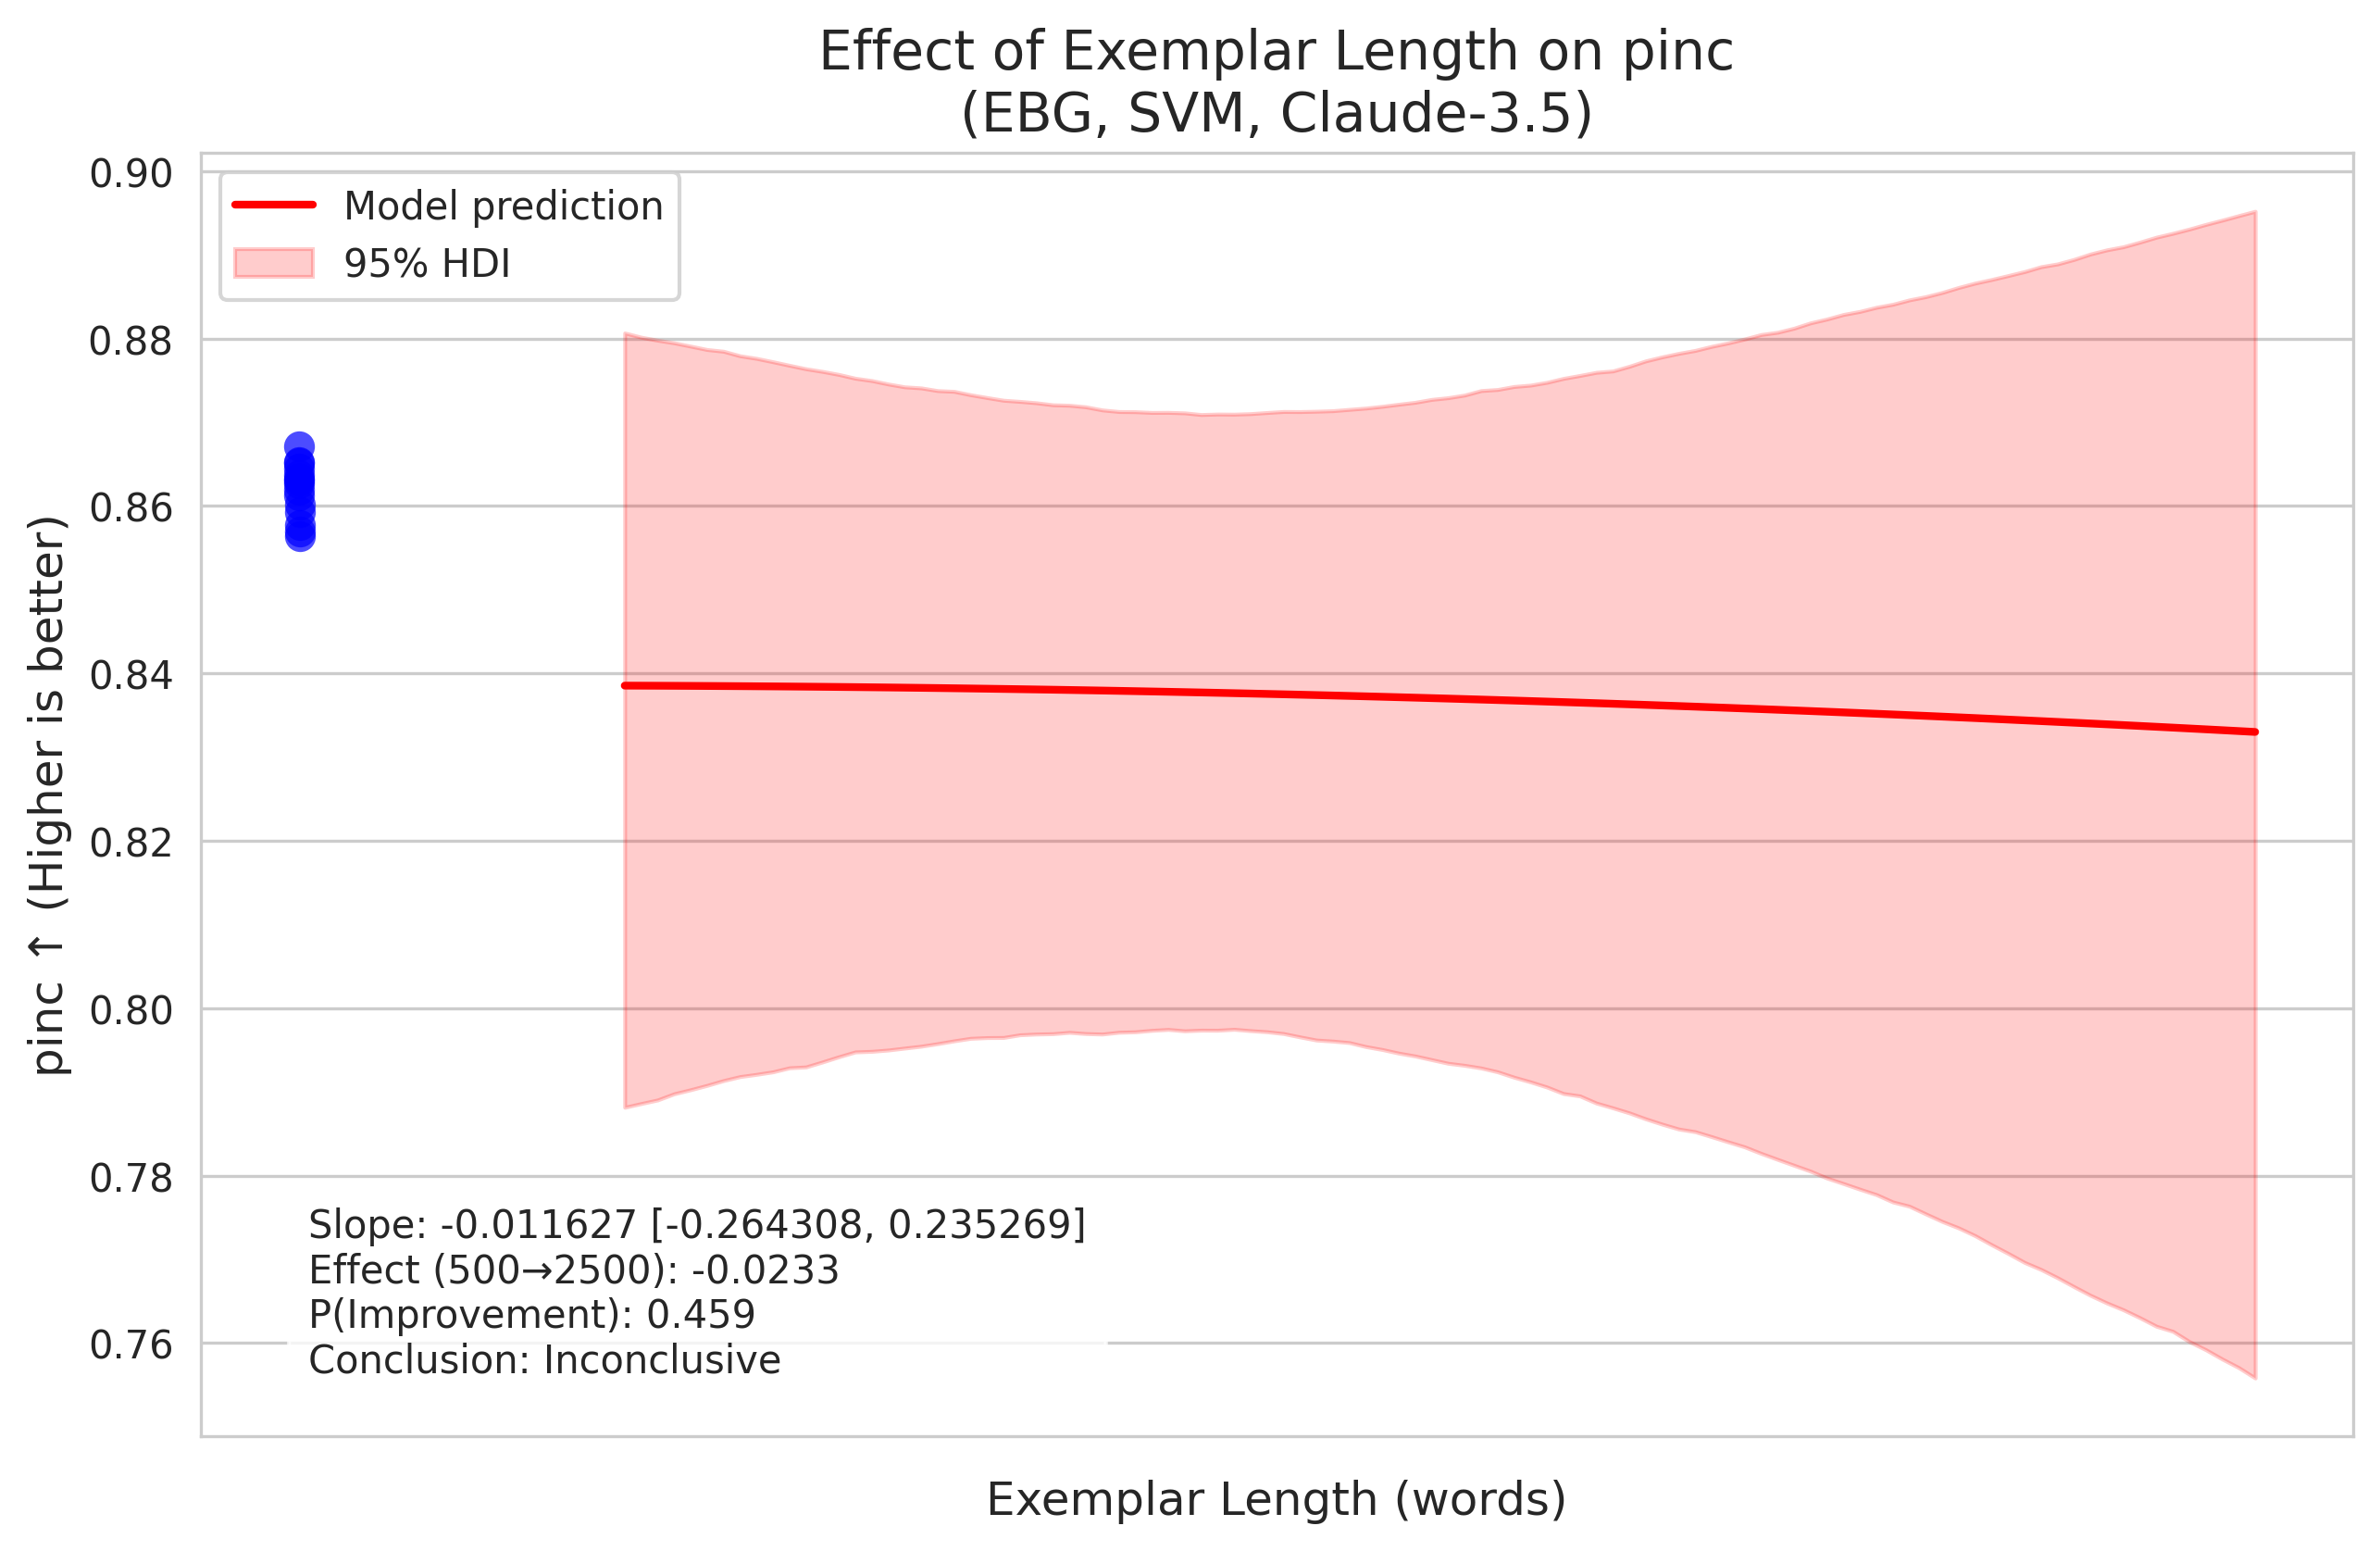 Effect of Exemplar Length on pinc
(EBG, SVM, Claude-3.5)
Model prediction
95% HDI
0.90
0.88
0.86
0.84
0.82
0.80
0.78
0.76
pinc ↑ (Higher is better)
Slope: -0.011627 [-0.264308, 0.235269]
Effect (500→2500): -0.0233
P(Improvement): 0.459
Conclusion: Inconclusive
Exemplar Length (words)